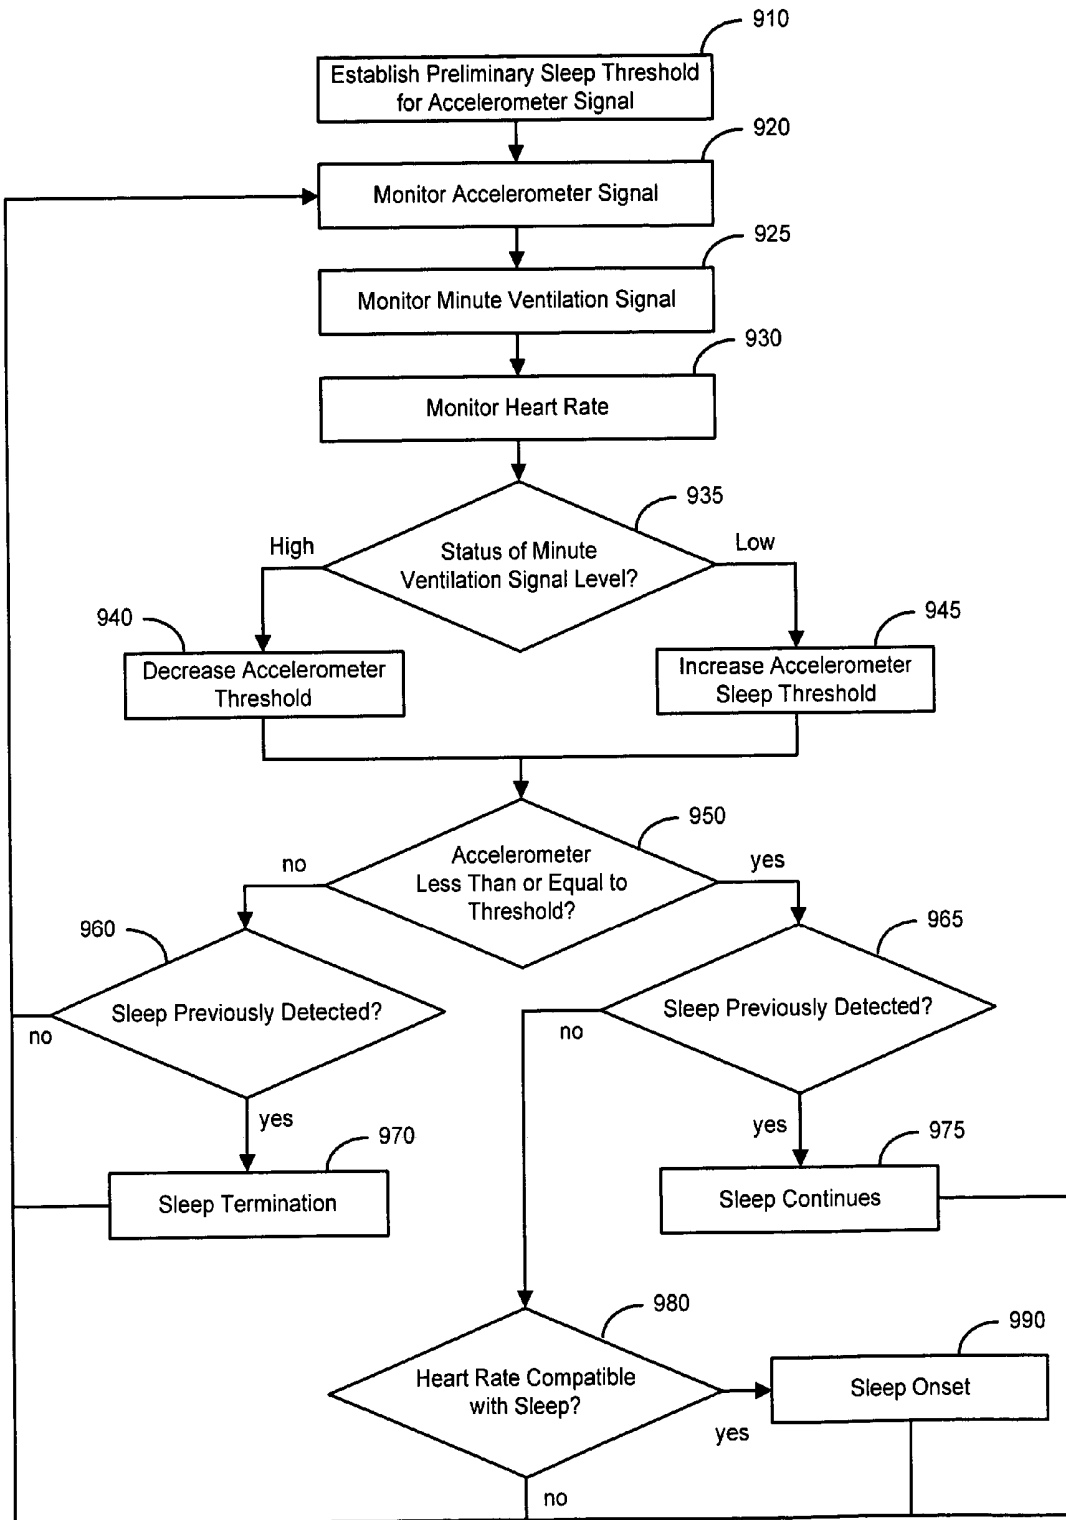 910
Establish Preliminary Sleep Threshold
for Accelerometer Signal
920
Monitor Accelerometer Signal
925
Monitor Minute Ventilation Signal
930
Monitor Heart Rate
935
Status of Minute
Ventilation Signal Level?
High
Low
940
Decrease Accelerometer
Threshold
945
Increase Accelerometer
Sleep Threshold
950
Accelerometer
Less Than or Equal to
Threshold?
no
yes
960
Sleep Previously Detected?
no
yes
965
Sleep Previously Detected?
no
yes
970
Sleep Termination
975
Sleep Continues
980
Heart Rate Compatible
with Sleep?
yes
no
990
Sleep Onset